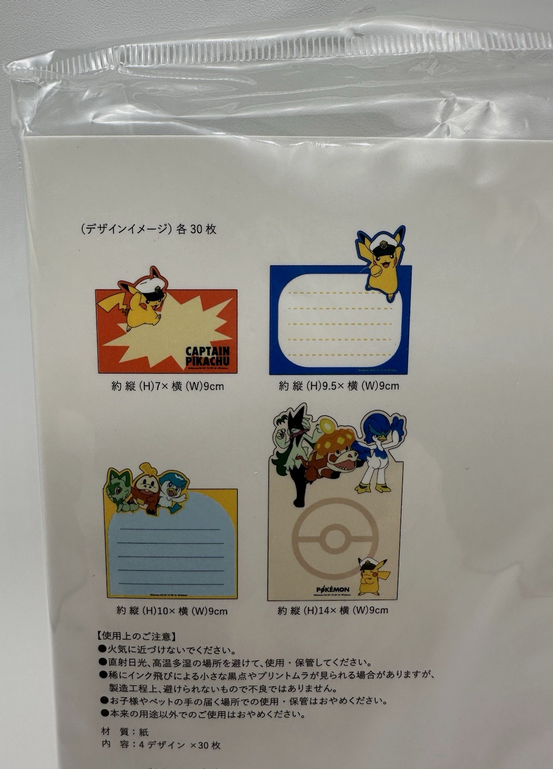 (デザインイメージ) 各30枚
CAPTAIN
PIKACHU
約 縦(H)7×横(W)9cm
約 縦(H)9.5×横(W)9cm
POKÉMON
約 縦(H)10×横(W)9cm
約 縦(H)14×横(W)9cm
【使用上のご注意】
●火気に近づけないでください。
●直射日光、高温多湿の場所を避けて、使用・保管してください。
●稀にインク飛びによる小さな黒点やプリントムラが見られる場合がありますが、
製造工程上、避けられないもので不良ではありません。
●お子様やペットの手の届く場所での使用・保管はおやめください。
●本来の用途以外でのご使用はおやめください。
材 質:紙
内 容:4デザイン×30枚